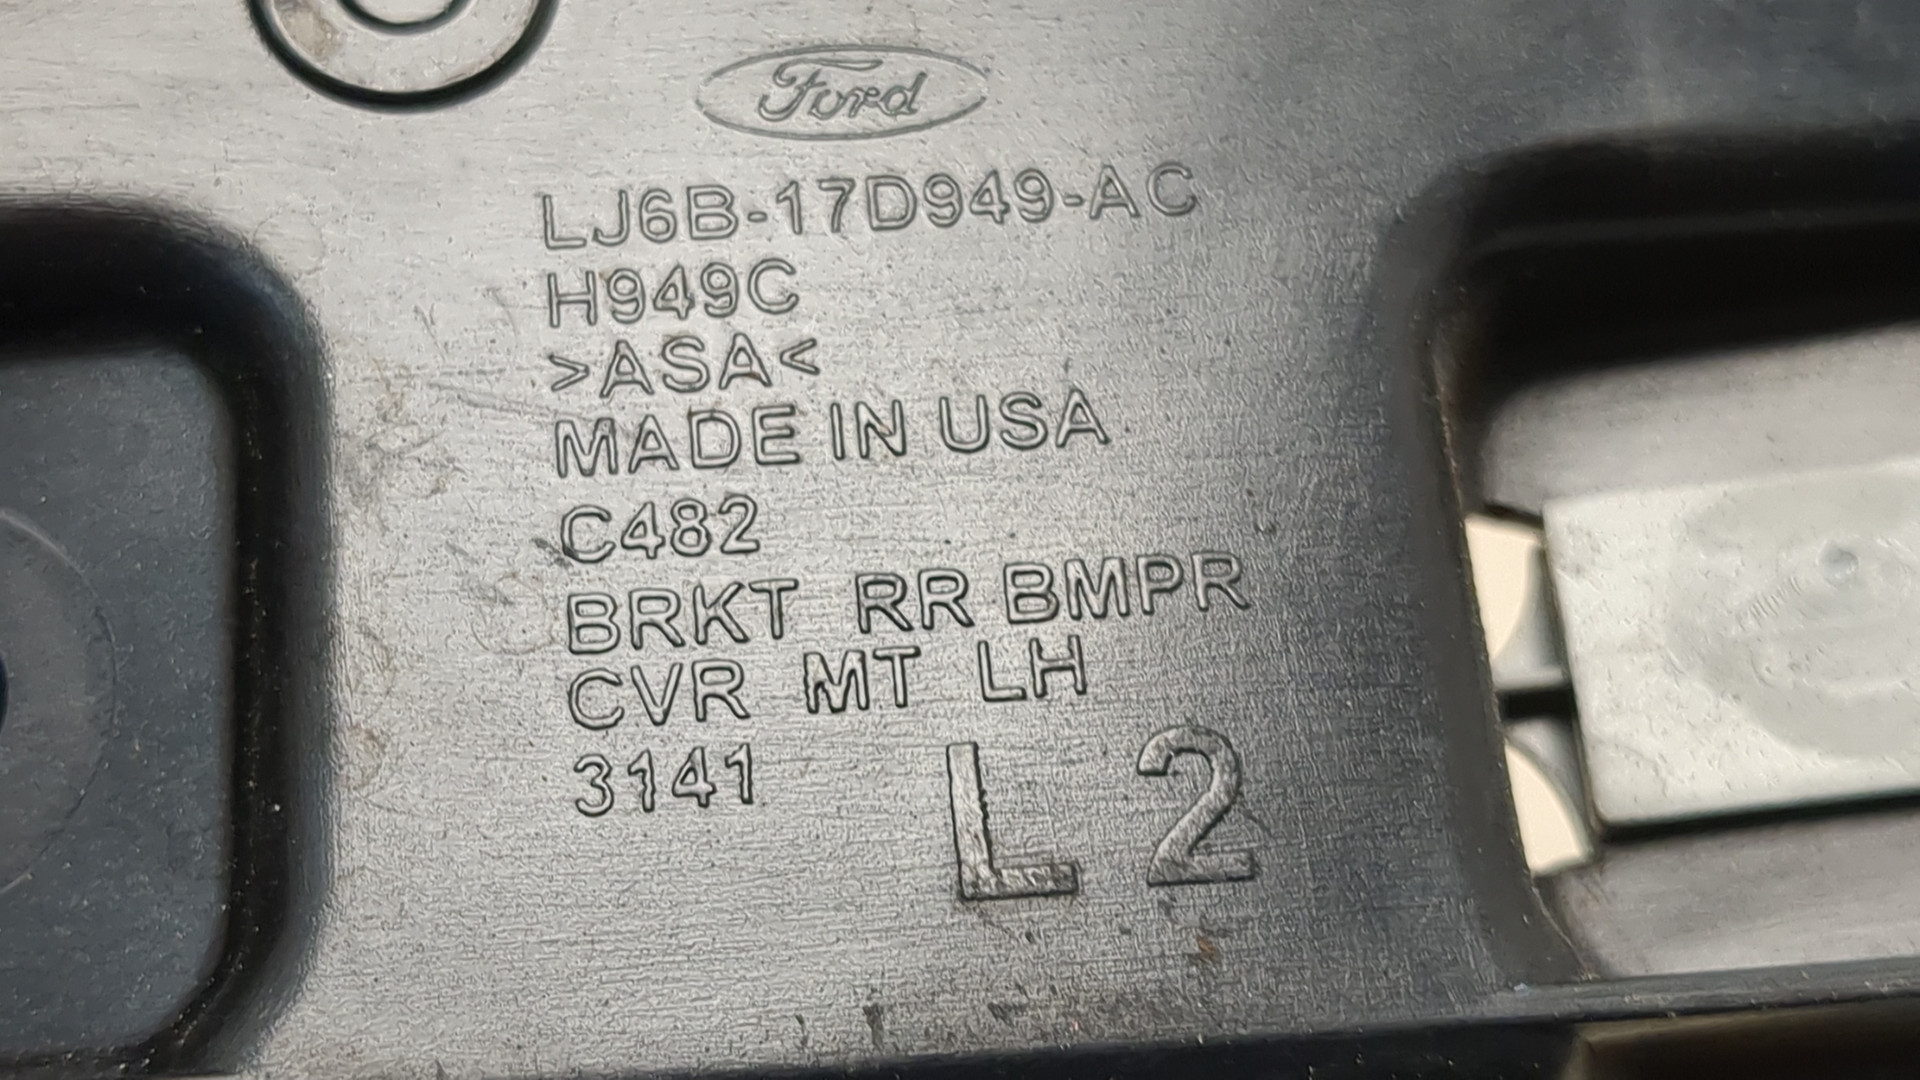 Ford
LJ6B-17D949-AC
H949C
>ASA<
MADE IN USA
C482
BRKT RR BMPR
CVR MT LH
3141
L 2